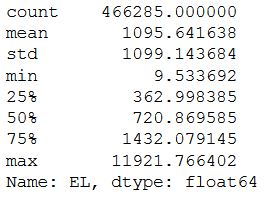 count    466285.000000
mean       1095.641638
std        1099.143684
min           9.533692
25%         362.998385
50%         720.869585
75%        1432.079145
max       11921.766402
Name: EL, dtype: float64